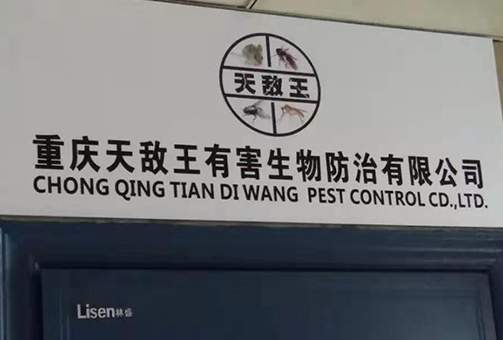 天敌王
重庆天敌王有害生物防治有限公司
CHONG QING TIAN DI WANG PEST CONTROL CD.,LTD.
Lisen林盛